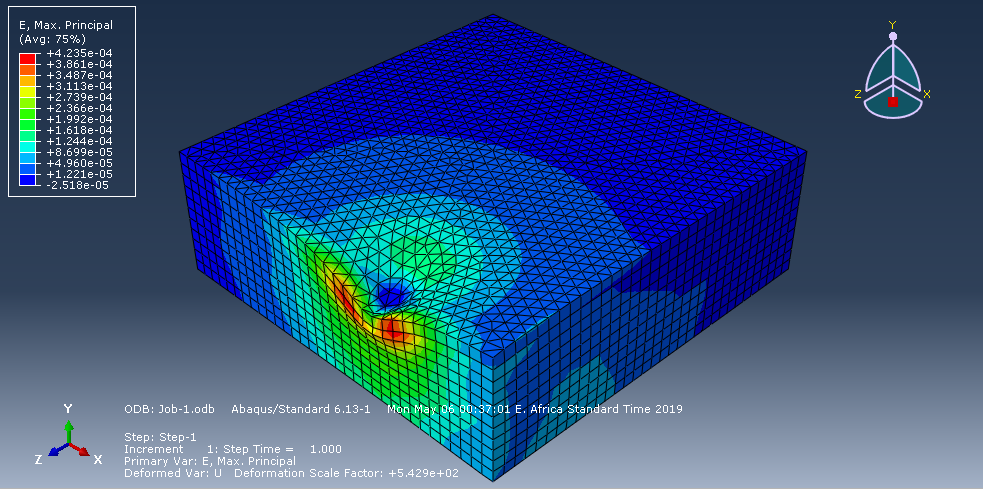 E, Max. Principal
(Avg: 75%)
+4.235e-04
+3.861e-04
+3.487e-04
+3.113e-04
+2.739e-04
+2.366e-04
+1.992e-04
+1.618e-04
+1.244e-04
+8.699e-05
+4.960e-05
+1.221e-05
-2.518e-05
Y
Z X
Y
Z X
ODB: Job-1.odb Abaqus/Standard 6.13-1 Mon May 06 00:37:01 E. Africa Standard Time 2019
Step: Step-1
Increment 1: Step Time = 1.000
Primary Var: E, Max. Principal
Deformed Var: U Deformation Scale Factor: +5.429e+02